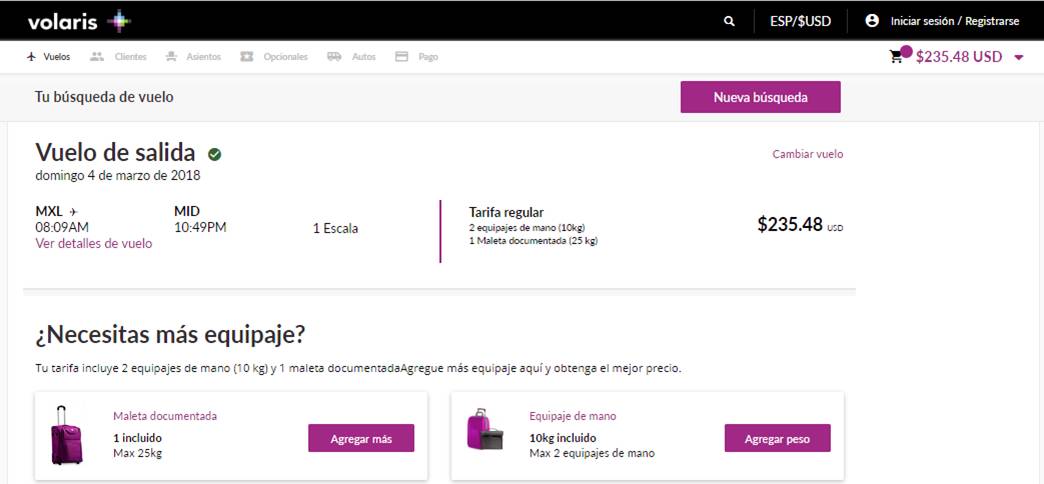 volaris
ESP/$USD
Iniciar sesión / Registrarse
Vuelos
Clientes
Asientos
Opcionales
Autos
Pago
$235.48 USD
Tu búsqueda de vuelo
Nueva búsqueda
Vuelo de salida
Cambiar vuelo
domingo 4 de marzo de 2018
MXL
MID
08:09AM
10:49PM
Ver detalles de vuelo
1 Escala
Tarifa regular
2 equipajes de mano (10kg)
1 Maleta documentada (25 kg)
$235.48 USD
¿Necesitas más equipaje?
Tu tarifa incluye 2 equipajes de mano (10 kg) y 1 maleta documentadaAgregue más equipaje aquí y obtenga el mejor precio.
Maleta documentada
1 incluido
Max 25kg
Agregar más
Equipaje de mano
10kg incluido
Max 2 equipajes de mano
Agregar peso